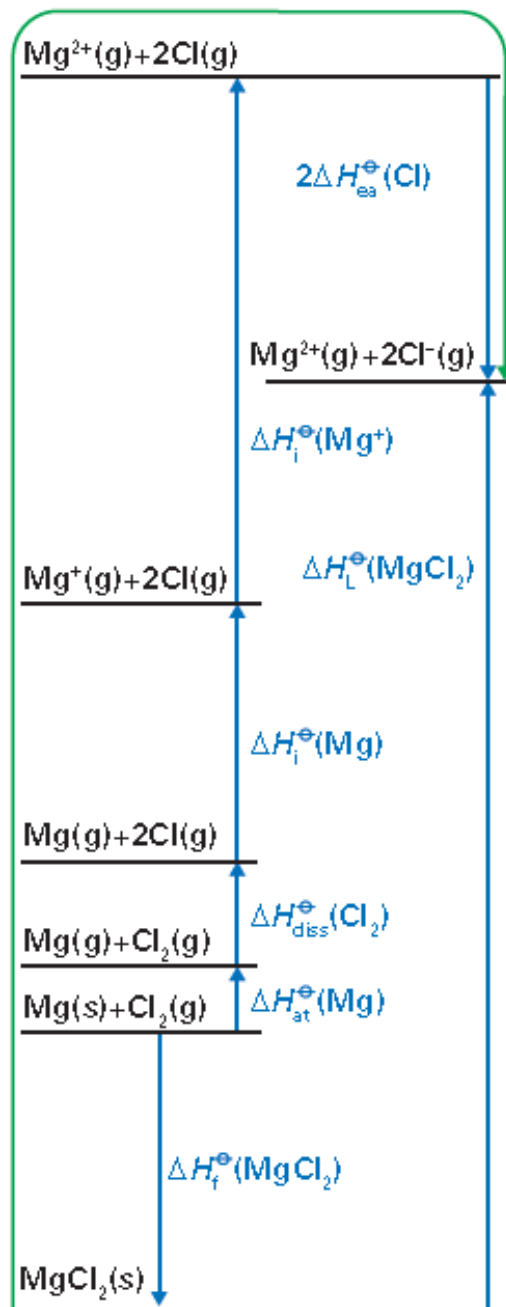 Mg²⁺(g)+2Cl(g)
2ΔH⦵ea(Cl)
Mg²⁺(g)+2Cl⁻(g)
ΔH⦵i(Mg⁺)
ΔH⦵L(MgCl₂)
Mg⁺(g)+2Cl(g)
ΔH⦵i(Mg)
Mg(g)+2Cl(g)
ΔH⦵diss(Cl₂)
Mg(g)+Cl₂(g)
ΔH⦵at(Mg)
Mg(s)+Cl₂(g)
ΔH⦵f(MgCl₂)
MgCl₂(s)